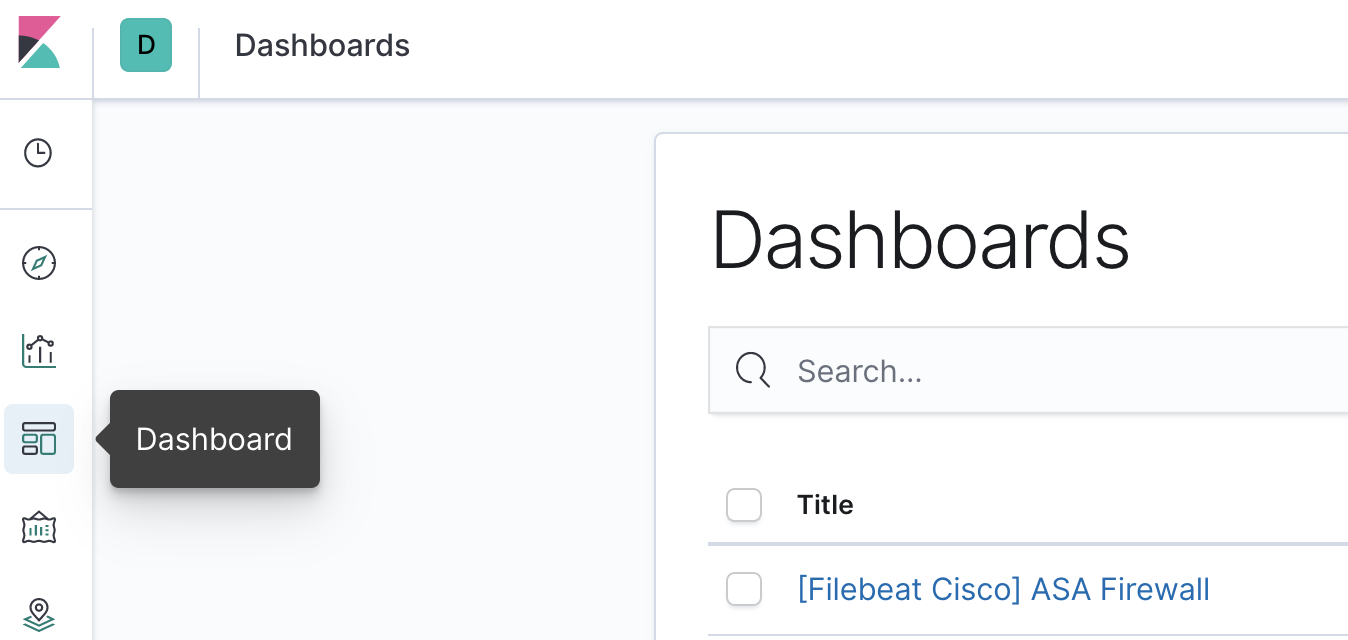 D
Dashboards
Dashboards
Search...
Dashboard
Title
[Filebeat Cisco] ASA Firewall